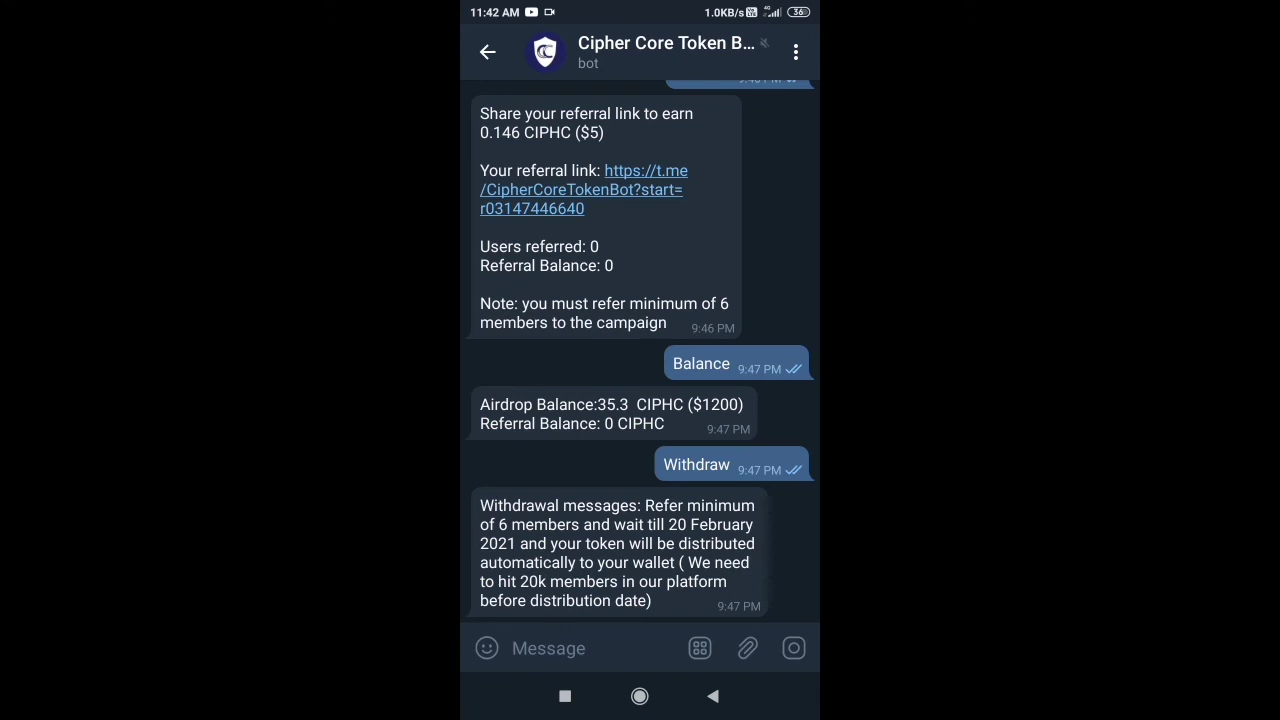 11:42 AM
1.0KB/s
4G
36
Cipher Core Token B...
bot
Share your referral link to earn
0.146 CIPHC ($5)
Your referral link: https://t.me
/CipherCoreTokenBot?start=
r03147446640
Users referred: 0
Referral Balance: 0
Note: you must refer minimum of 6
members to the campaign
9:46 PM
Balance
9:47 PM
Airdrop Balance:35.3 CIPHC ($1200)
Referral Balance: 0 CIPHC
9:47 PM
Withdraw
9:47 PM
Withdrawal messages: Refer minimum
of 6 members and wait till 20 February
2021 and your token will be distributed
automatically to your wallet ( We need
to hit 20k members in our platform
before distribution date)
9:47 PM
Message